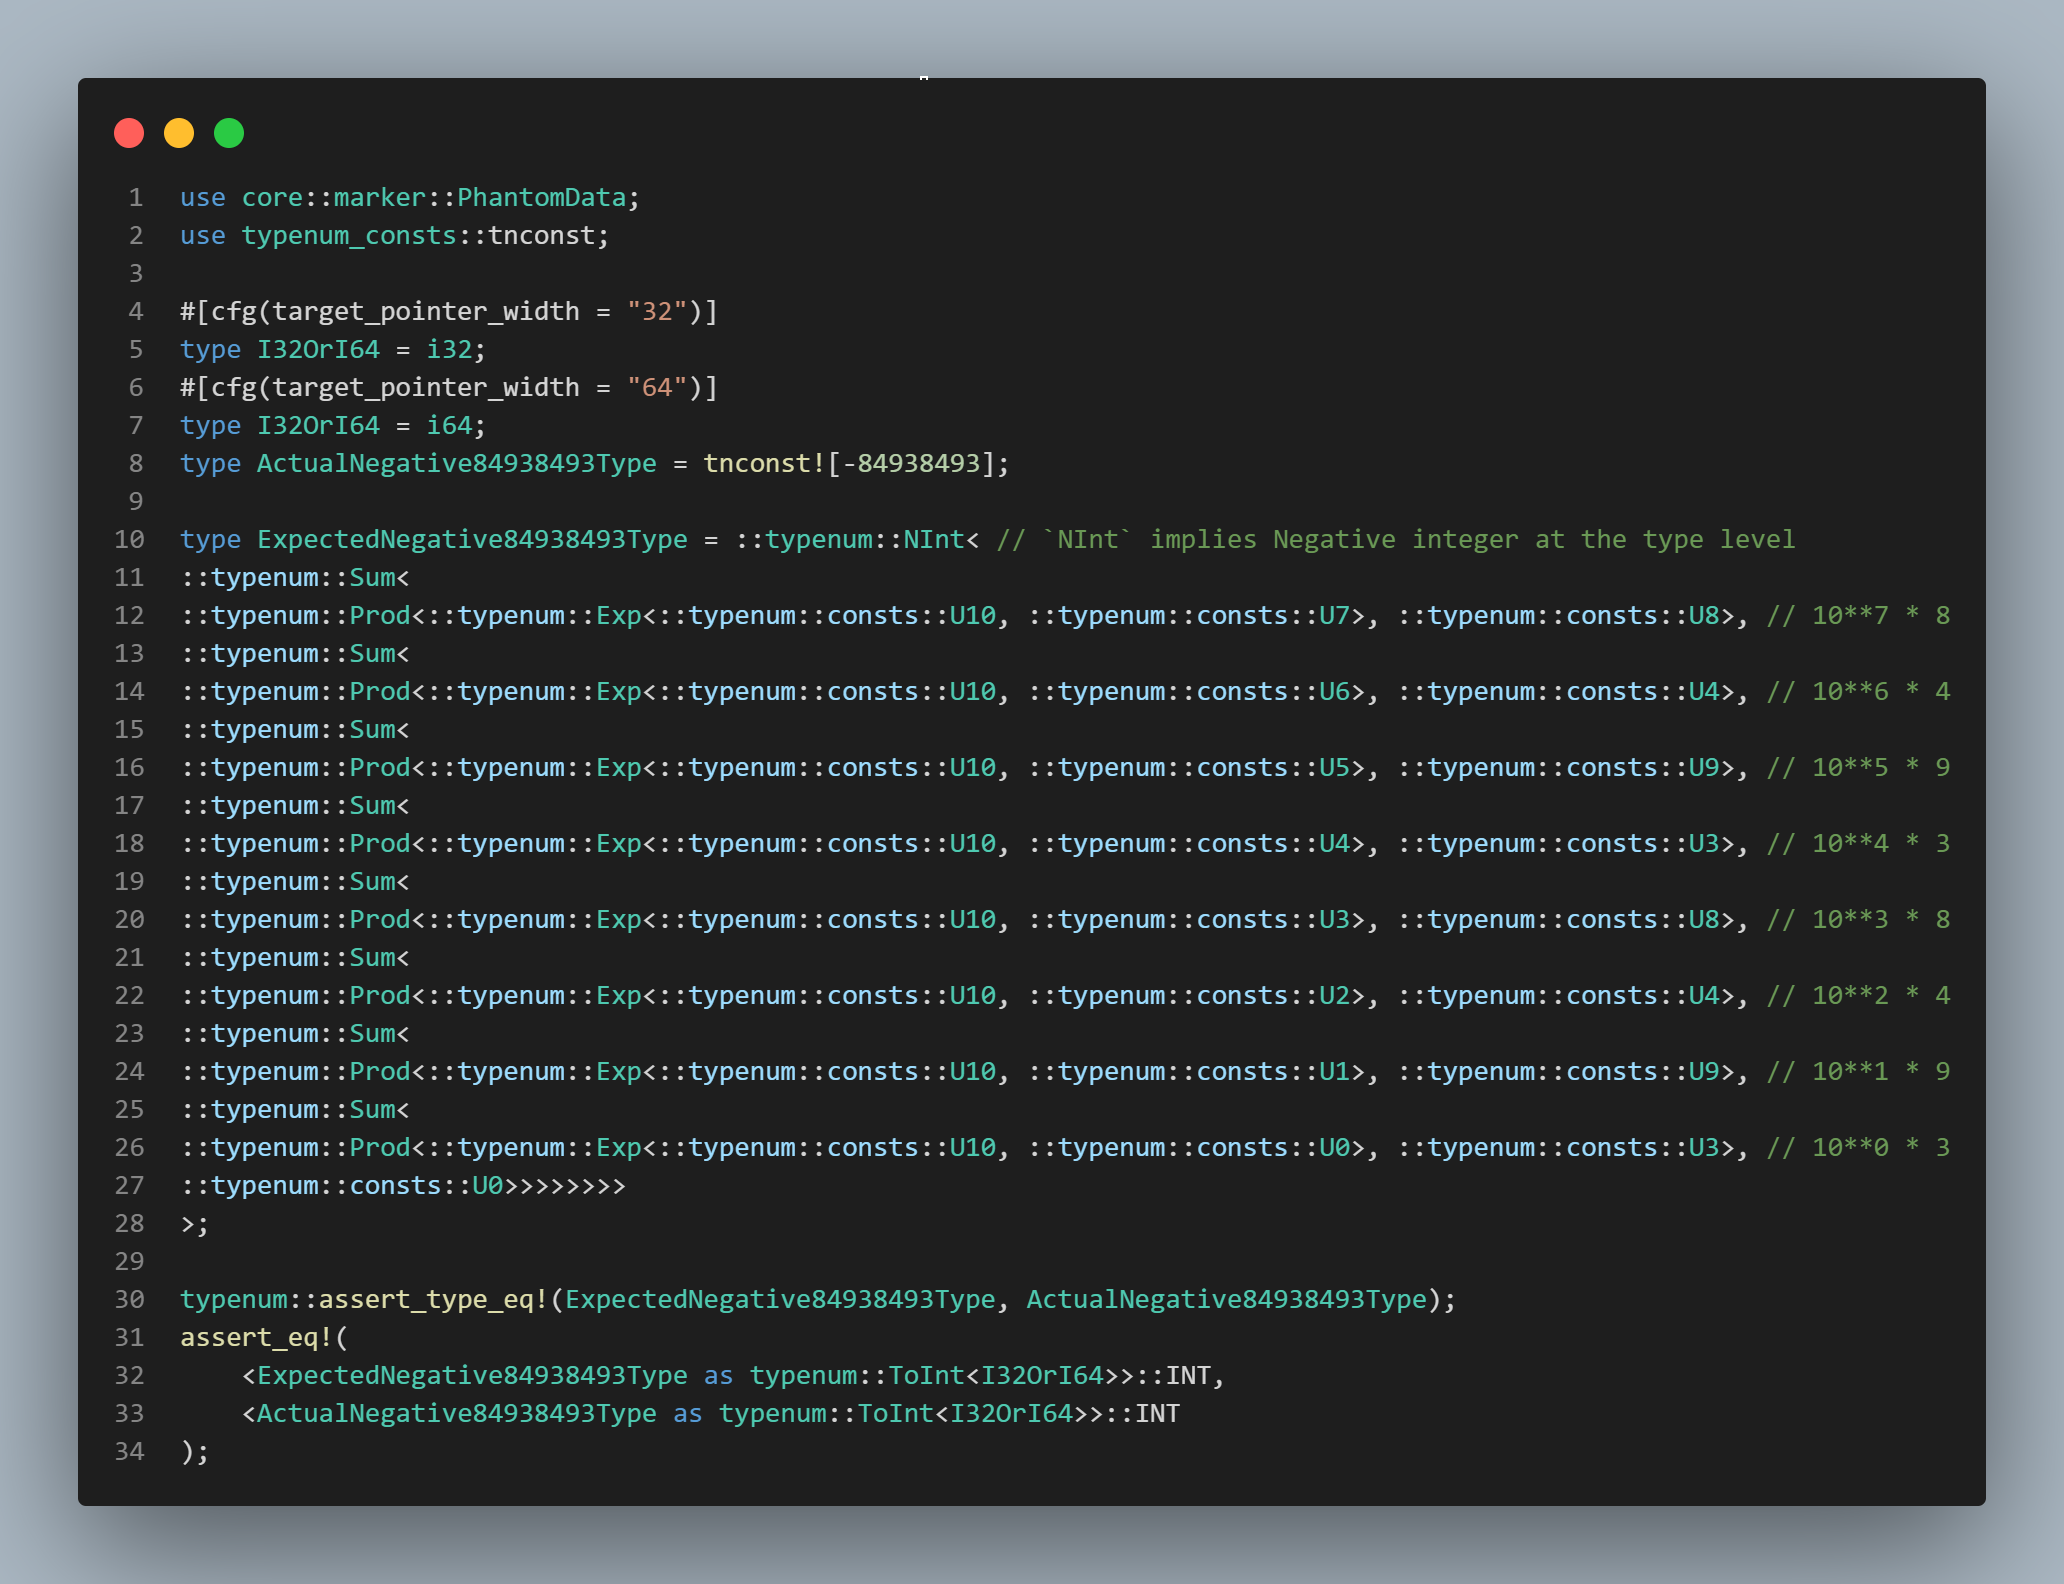 1 use core::marker::PhantomData;
2 use typenum_consts::tnconst;
3
4 #[cfg(target_pointer_width = "32")]
5 type I32OrI64 = i32;
6 #[cfg(target_pointer_width = "64")]
7 type I32OrI64 = i64;
8 type ActualNegative84938493Type = tnconst![-84938493];
9
10 type ExpectedNegative84938493Type = ::typenum::NInt< // `NInt` implies Negative integer at the type level
11 ::typenum::Sum<
12 ::typenum::Prod<::typenum::Exp<::typenum::consts::U10, ::typenum::consts::U7>, ::typenum::consts::U8>, // 10**7 * 8
13 ::typenum::Sum<
14 ::typenum::Prod<::typenum::Exp<::typenum::consts::U10, ::typenum::consts::U6>, ::typenum::consts::U4>, // 10**6 * 4
15 ::typenum::Sum<
16 ::typenum::Prod<::typenum::Exp<::typenum::consts::U10, ::typenum::consts::U5>, ::typenum::consts::U9>, // 10**5 * 9
17 ::typenum::Sum<
18 ::typenum::Prod<::typenum::Exp<::typenum::consts::U10, ::typenum::consts::U4>, ::typenum::consts::U3>, // 10**4 * 3
19 ::typenum::Sum<
20 ::typenum::Prod<::typenum::Exp<::typenum::consts::U10, ::typenum::consts::U3>, ::typenum::consts::U8>, // 10**3 * 8
21 ::typenum::Sum<
22 ::typenum::Prod<::typenum::Exp<::typenum::consts::U10, ::typenum::consts::U2>, ::typenum::consts::U4>, // 10**2 * 4
23 ::typenum::Sum<
24 ::typenum::Prod<::typenum::Exp<::typenum::consts::U10, ::typenum::consts::U1>, ::typenum::consts::U9>, // 10**1 * 9
25 ::typenum::Sum<
26 ::typenum::Prod<::typenum::Exp<::typenum::consts::U10, ::typenum::consts::U0>, ::typenum::consts::U3>, // 10**0 * 3
27 ::typenum::consts::U0>>>>>>>>
28 >;
29
30 typenum::assert_type_eq!(ExpectedNegative84938493Type, ActualNegative84938493Type);
31 assert_eq!(
32     <ExpectedNegative84938493Type as typenum::ToInt<I32OrI64>>::INT,
33     <ActualNegative84938493Type as typenum::ToInt<I32OrI64>>::INT
34 );